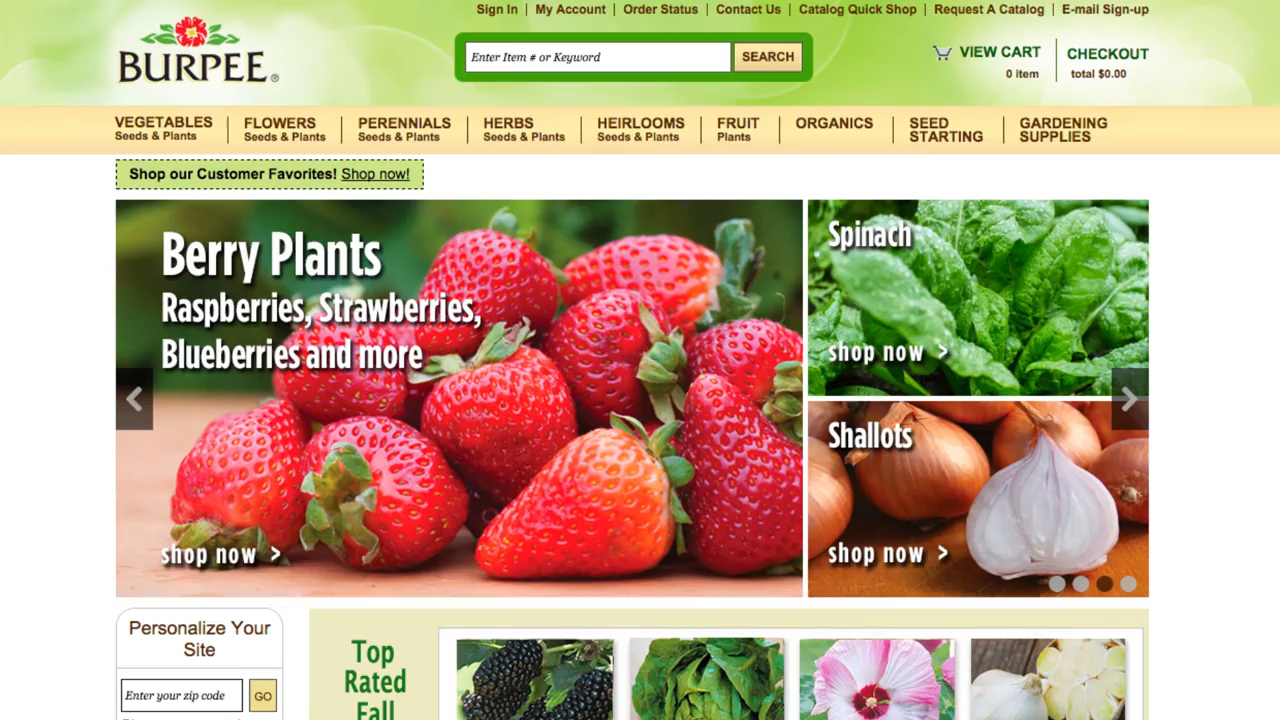 Sign In | My Account | Order Status | Contact Us | Catalog Quick Shop | Request A Catalog | E-mail Sign-up
BURPEE®
Enter Item # or Keyword
SEARCH
VIEW CART
0 item
CHECKOUT
total $0.00
VEGETABLES
Seeds & Plants
FLOWERS
Seeds & Plants
PERENNIALS
Seeds & Plants
HERBS
Seeds & Plants
HEIRLOOMS
Seeds & Plants
FRUIT
Plants
ORGANICS
SEED
STARTING
GARDENING
SUPPLIES
Shop our Customer Favorites! Shop now!
Berry Plants
Raspberries, Strawberries,
Blueberries and more
shop now >
Spinach
shop now >
Shallots
shop now >
Personalize Your
Site
Enter your zip code
GO
Top
Rated
Fall